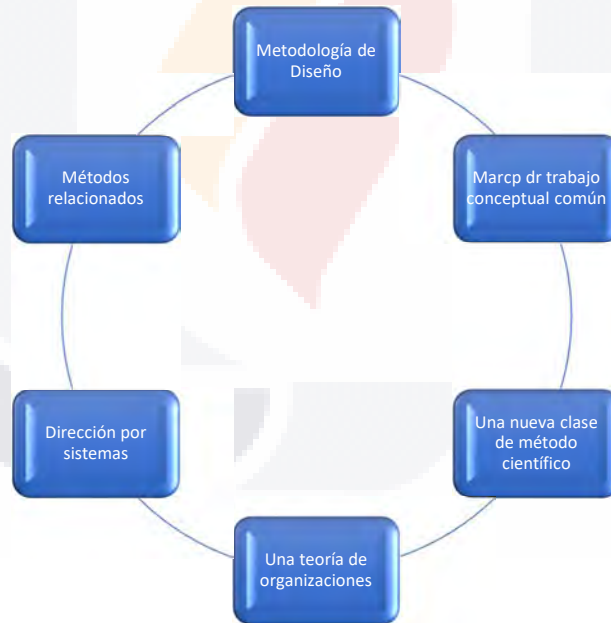 Metodología de
Diseño
Marcp dr trabajo
conceptual común
Una nueva clase
de método
científico
Una teoría de
organizaciones
Dirección por
sistemas
Métodos
relacionados